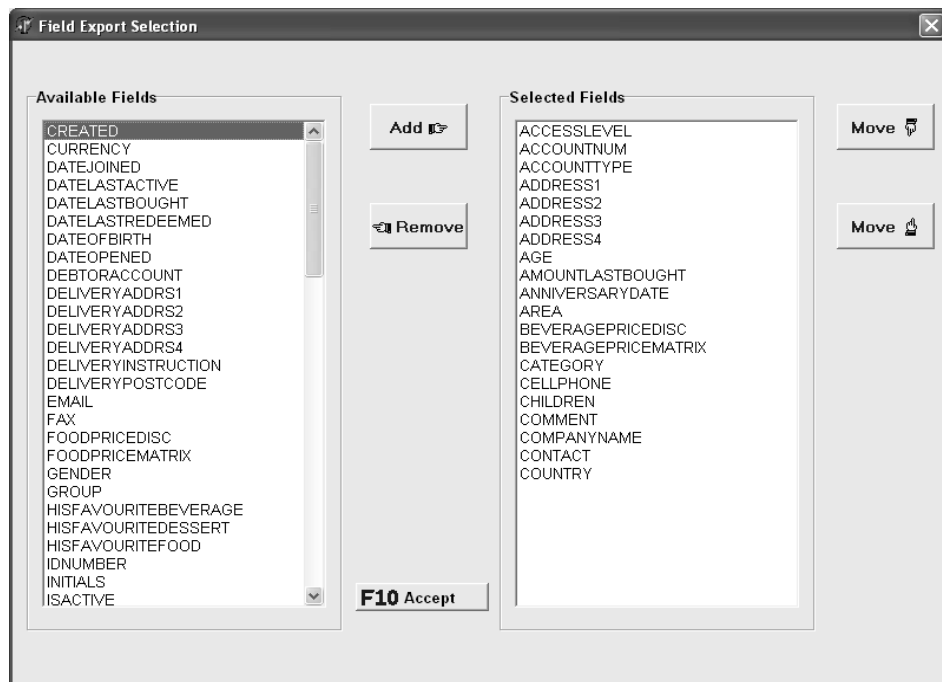 Field Export Selection
Available Fields
CREATED
CURRENCY
DATEJOINED
DATELASTACTIVE
DATELASTBOUGHT
DATELASTREDEEMED
DATEOFBIRTH
DATEOPENED
DEBTORACCOUNT
DELIVERYADDRS1
DELIVERYADDRS2
DELIVERYADDRS3
DELIVERYADDRS4
DELIVERYINSTRUCTION
DELIVERYPOSTCODE
EMAIL
FAX
FOODPRICEDISC
FOODPRICEMATRIX
GENDER
GROUP
HISFAVOURITEBEVERAGE
HISFAVOURITEDESSERT
HISFAVOURITEFOOD
IDNUMBER
INITIALS
ISACTIVE
Add
Remove
F10 Accept
Selected Fields
ACCESSLEVEL
ACCOUNTNUM
ACCOUNTTYPE
ADDRESS1
ADDRESS2
ADDRESS3
ADDRESS4
AGE
AMOUNTLASTBOUGHT
ANNIVERSARYDATE
AREA
BEVERAGEPRICEDISC
BEVERAGEPRICEMATRIX
CATEGORY
CELLPHONE
CHILDREN
COMMENT
COMPANYNAME
CONTACT
COUNTRY
Move
Move